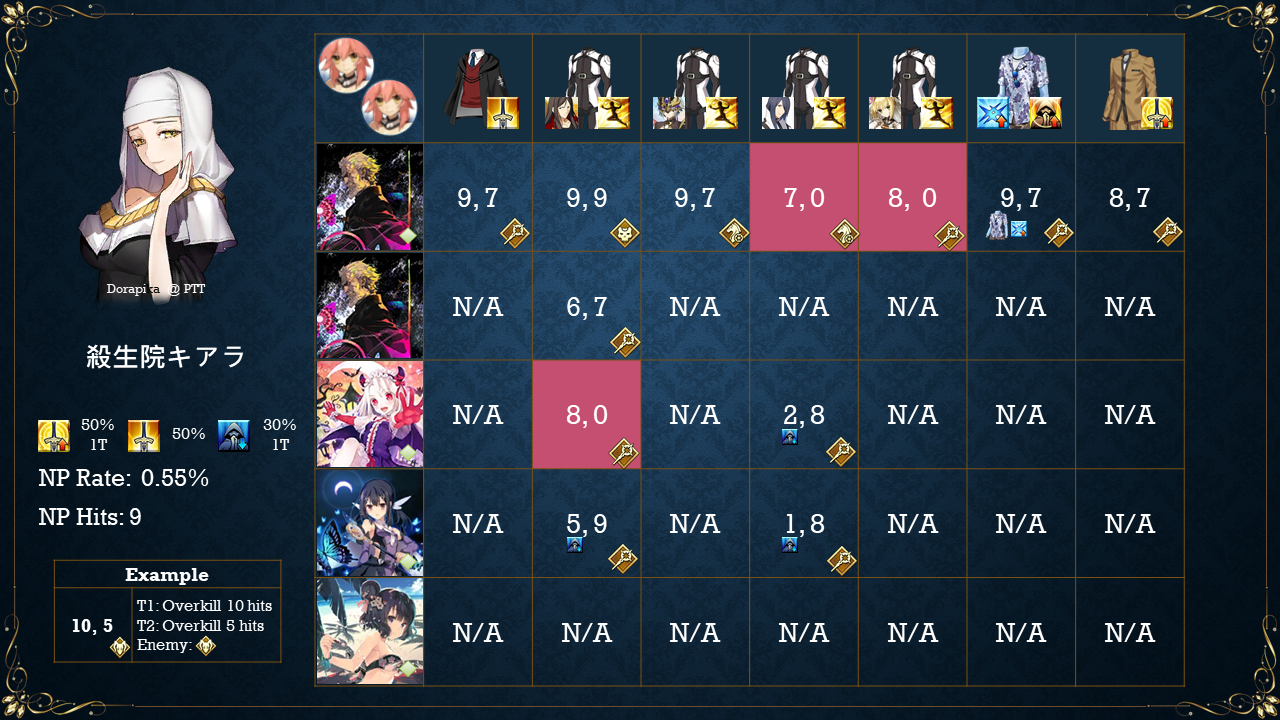 Dorapika @ PTT
殺生院キアラ
50%
1T
50%
30%
1T
NP Rate: 0.55%
NP Hits: 9
Example
10, 5
T1: Overkill 10 hits
T2: Overkill 5 hits
Enemy:
9,7 9,9 9,7 7,0 8, 0 9,7 8,7
N/A 6,7 N/A N/A N/A N/A N/A
N/A 8,0 N/A 2,8 N/A N/A N/A
N/A 5,9 N/A 1,8 N/A N/A N/A
N/A N/A N/A N/A N/A N/A N/A